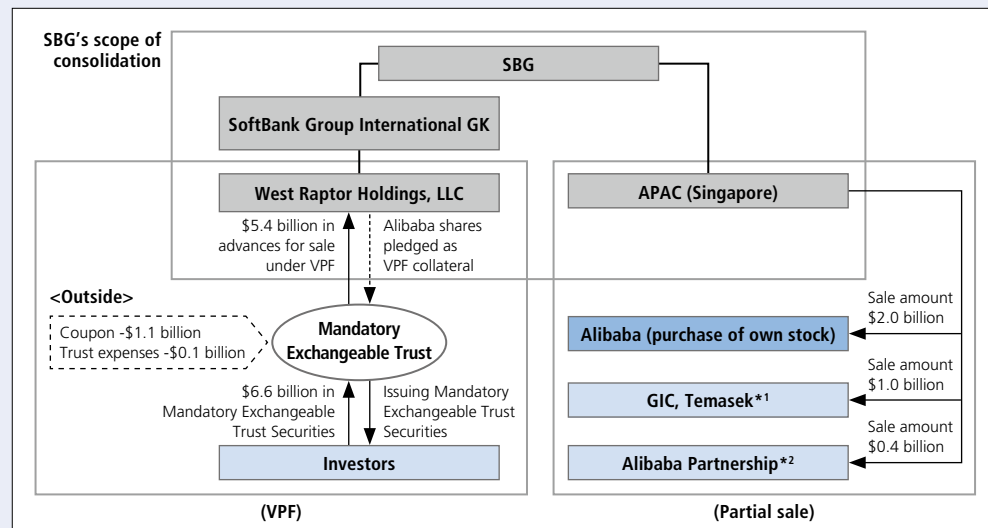 SBG's scope of
consolidation
SBG
SoftBank Group International GK
West Raptor Holdings, LLC
APAC (Singapore)
$5.4 billion in
advances for sale
under VPF
Alibaba shares
pledged as
VPF collateral
<Outside>
Coupon -$1.1 billion
Trust expenses -$0.1 billion
Mandatory
Exchangeable Trust
$6.6 billion in
Mandatory Exchangeable
Trust Securities
Issuing Mandatory
Exchangeable Trust
Securities
Investors
(VPF)
Sale amount
$2.0 billion
Alibaba (purchase of own stock)
Sale amount
$1.0 billion
GIC, Temasek*1
Sale amount
$0.4 billion
Alibaba Partnership*2
(Partial sale)